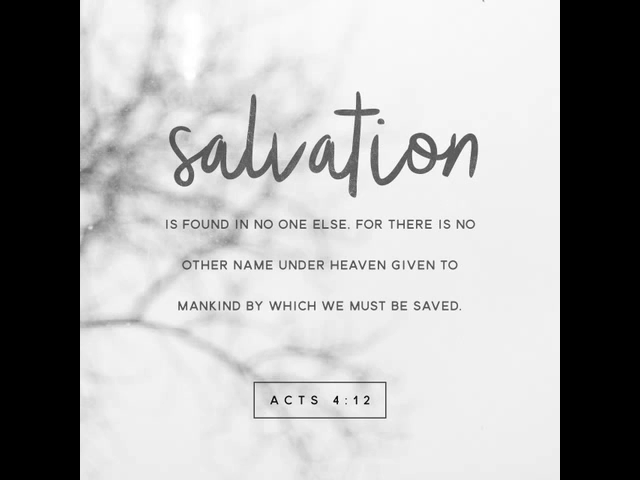 salvation
IS FOUND IN NO ONE ELSE. FOR THERE IS NO
OTHER NAME UNDER HEAVEN GIVEN TO
MANKIND BY WHICH WE MUST BE SAVED.
ACTS 4:12